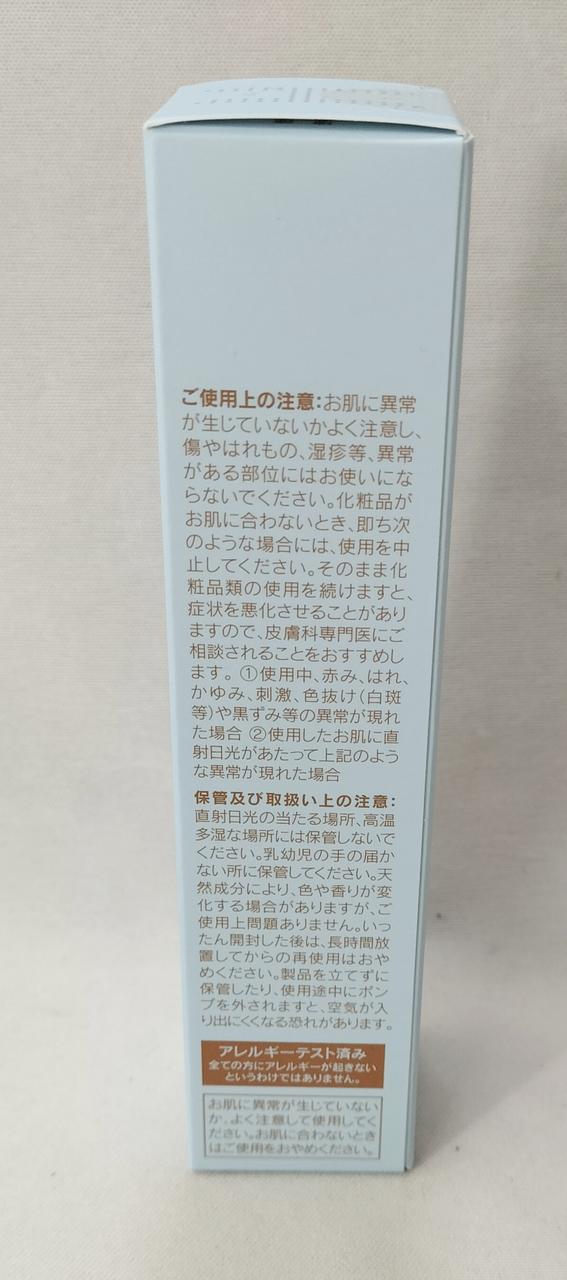 ご使用上の注意:お肌に異常
が生じていないかよく注意し、
傷やはれもの、湿疹等、異常
がある部位にはお使いにな
らないでください。化粧品が
お肌に合わないとき、即ち次
のような場合には、使用を中
止してください。そのまま化
粧品類の使用を続けますと、
症状を悪化させることがあり
ますので、皮膚科専門医にご
相談されることをおすすめし
ます。①使用中、赤み、はれ、
かゆみ、刺激、色抜け(白斑
等)や黒ずみ等の異常が現れ
た場合 ②使用したお肌に直
射日光があたって上記のよう
な異常が現れた場合
保管及び取扱い上の注意:
直射日光の当たる場所、高温
多湿な場所には保管しないで
ください。乳幼児の手の届か
ない所に保管してください。天
然成分により、色や香りが変
化する場合がありますが、ご
使用上問題ありません。いっ
たん開封した後は、長時間放
置してからの再使用はおや
めください。製品を立てずに
保管したり、使用途中にポン
プを外されますと、空気が入
り出にくくなる恐れがあります。
アレルギーテスト済み
全ての方にアレルギーが起きない
というわけではありません。
お肌に異常が生じていない
か、よく注意して使用してく
ださい。お肌に合わないとき
はご使用をおやめください。